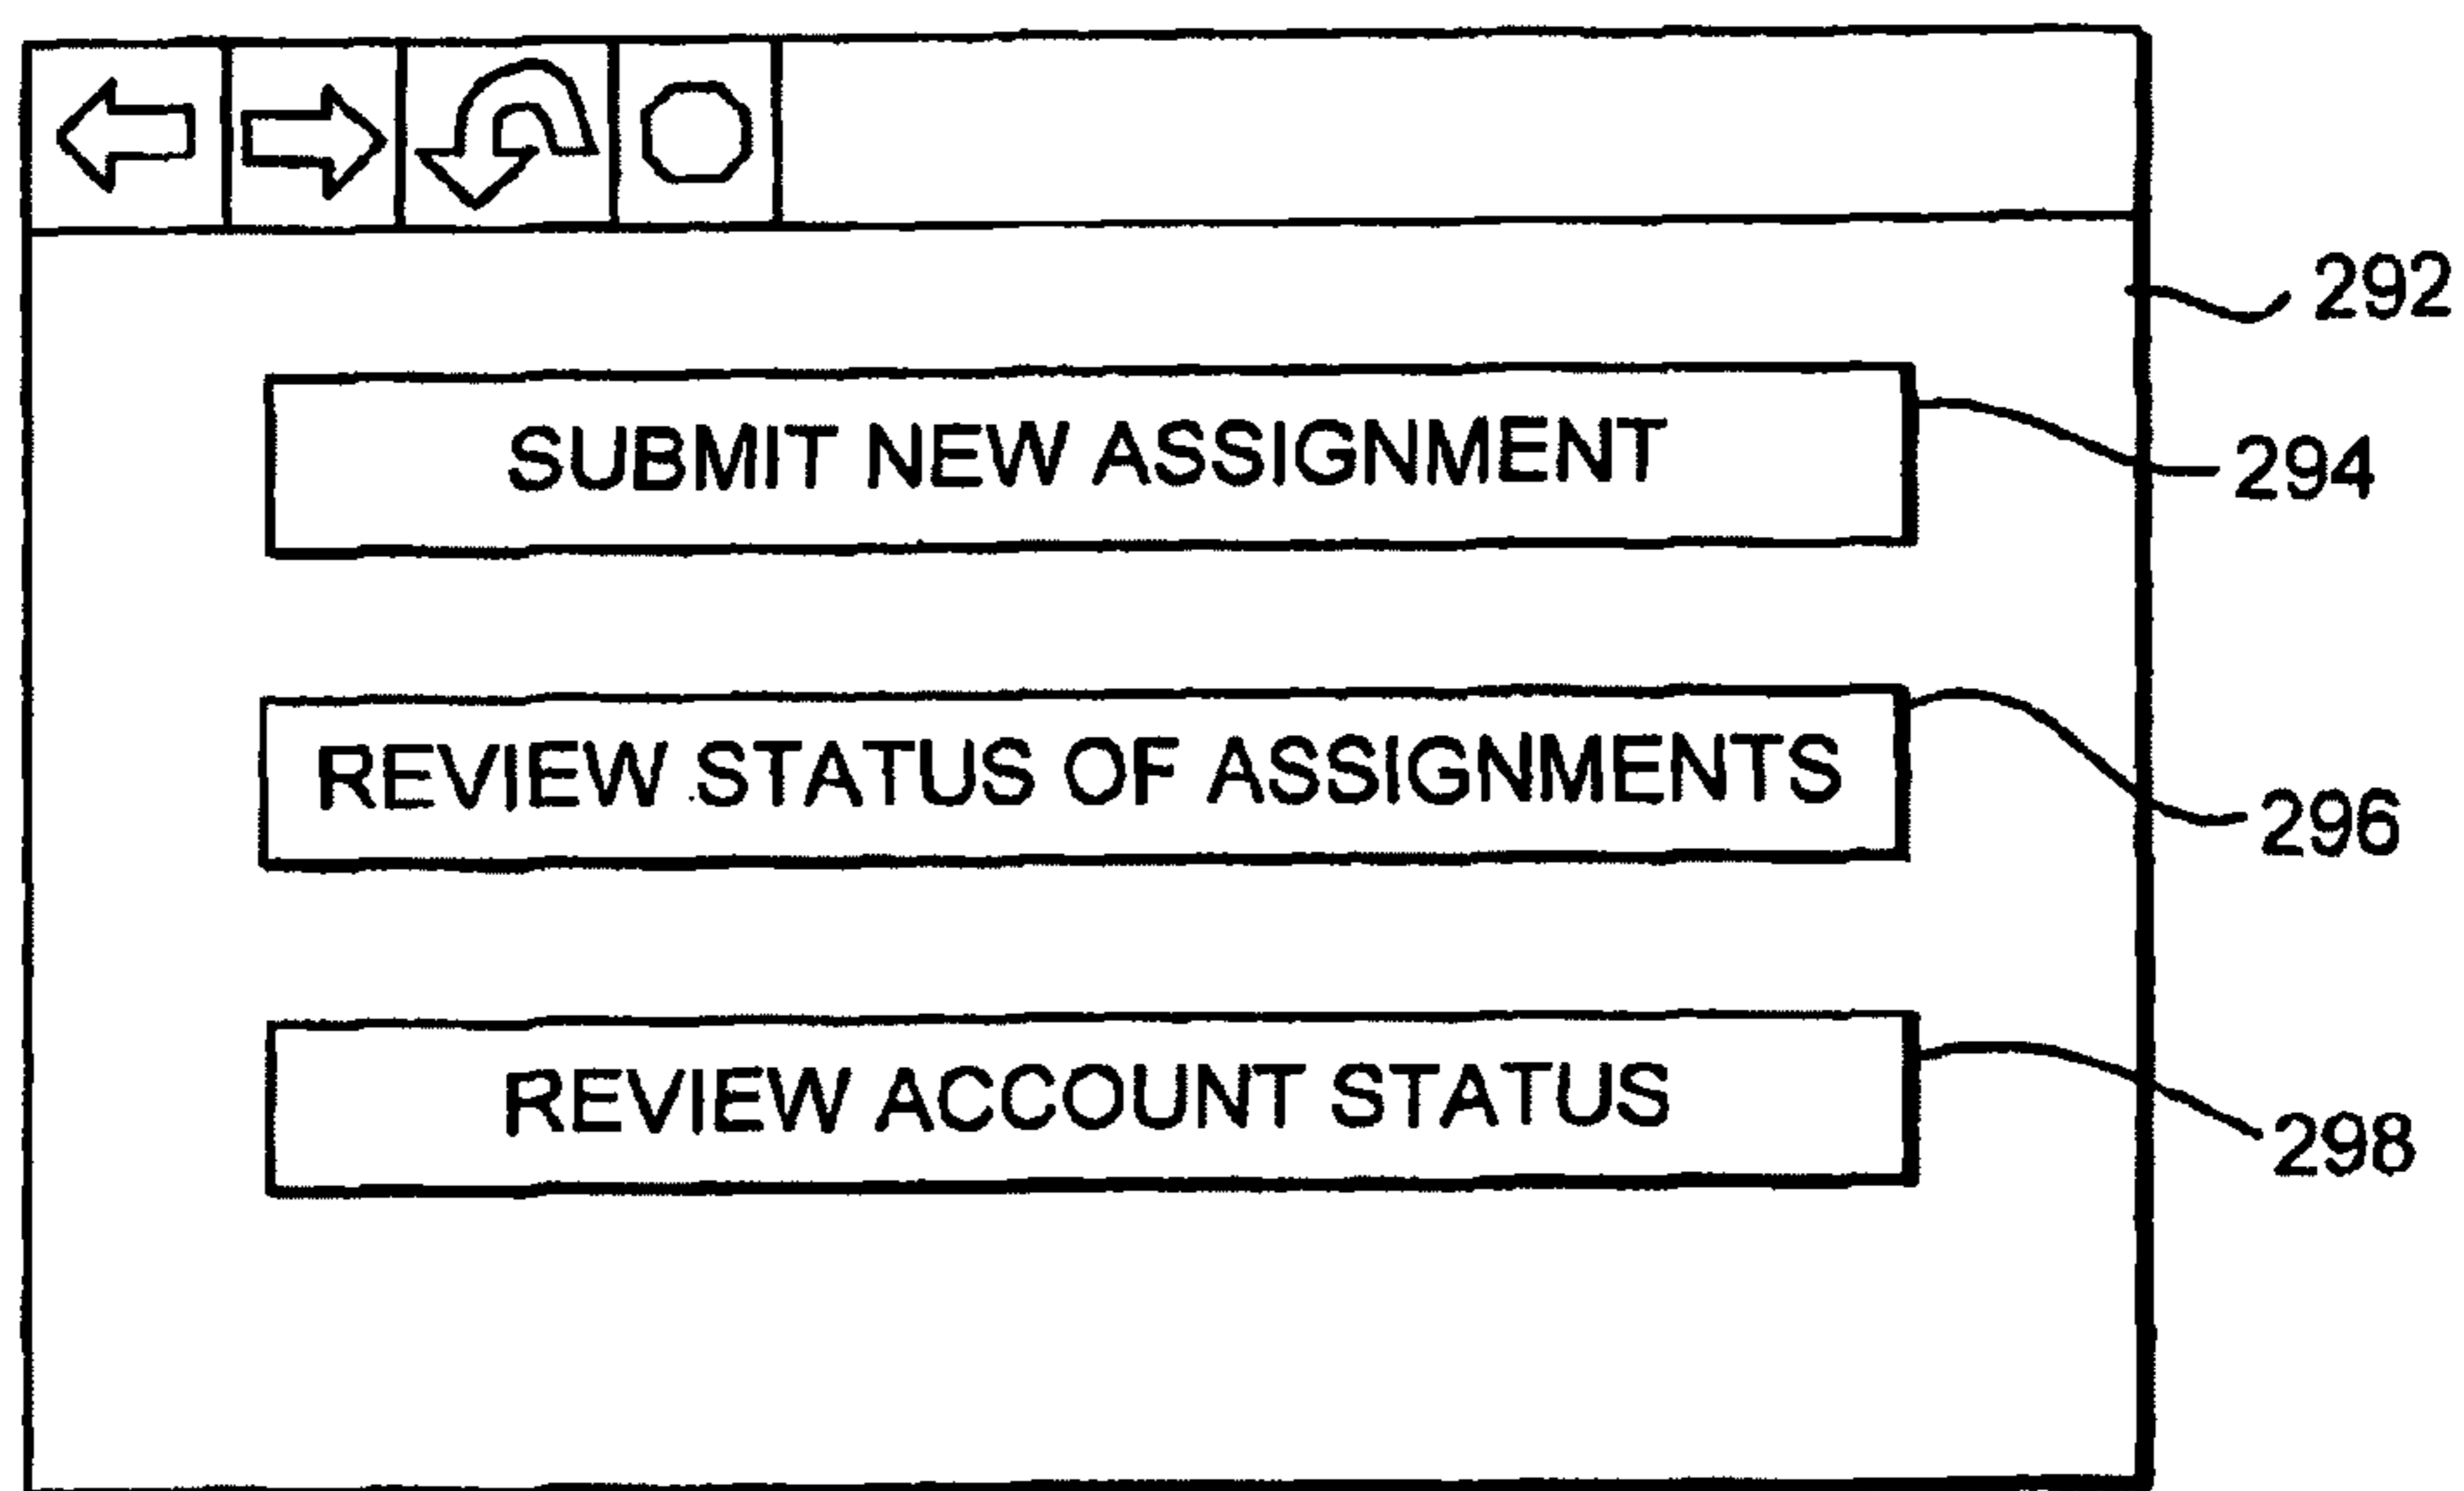 292
SUBMIT NEW ASSIGNMENT
294
REVIEW STATUS OF ASSIGNMENTS
296
REVIEW ACCOUNT STATUS
298